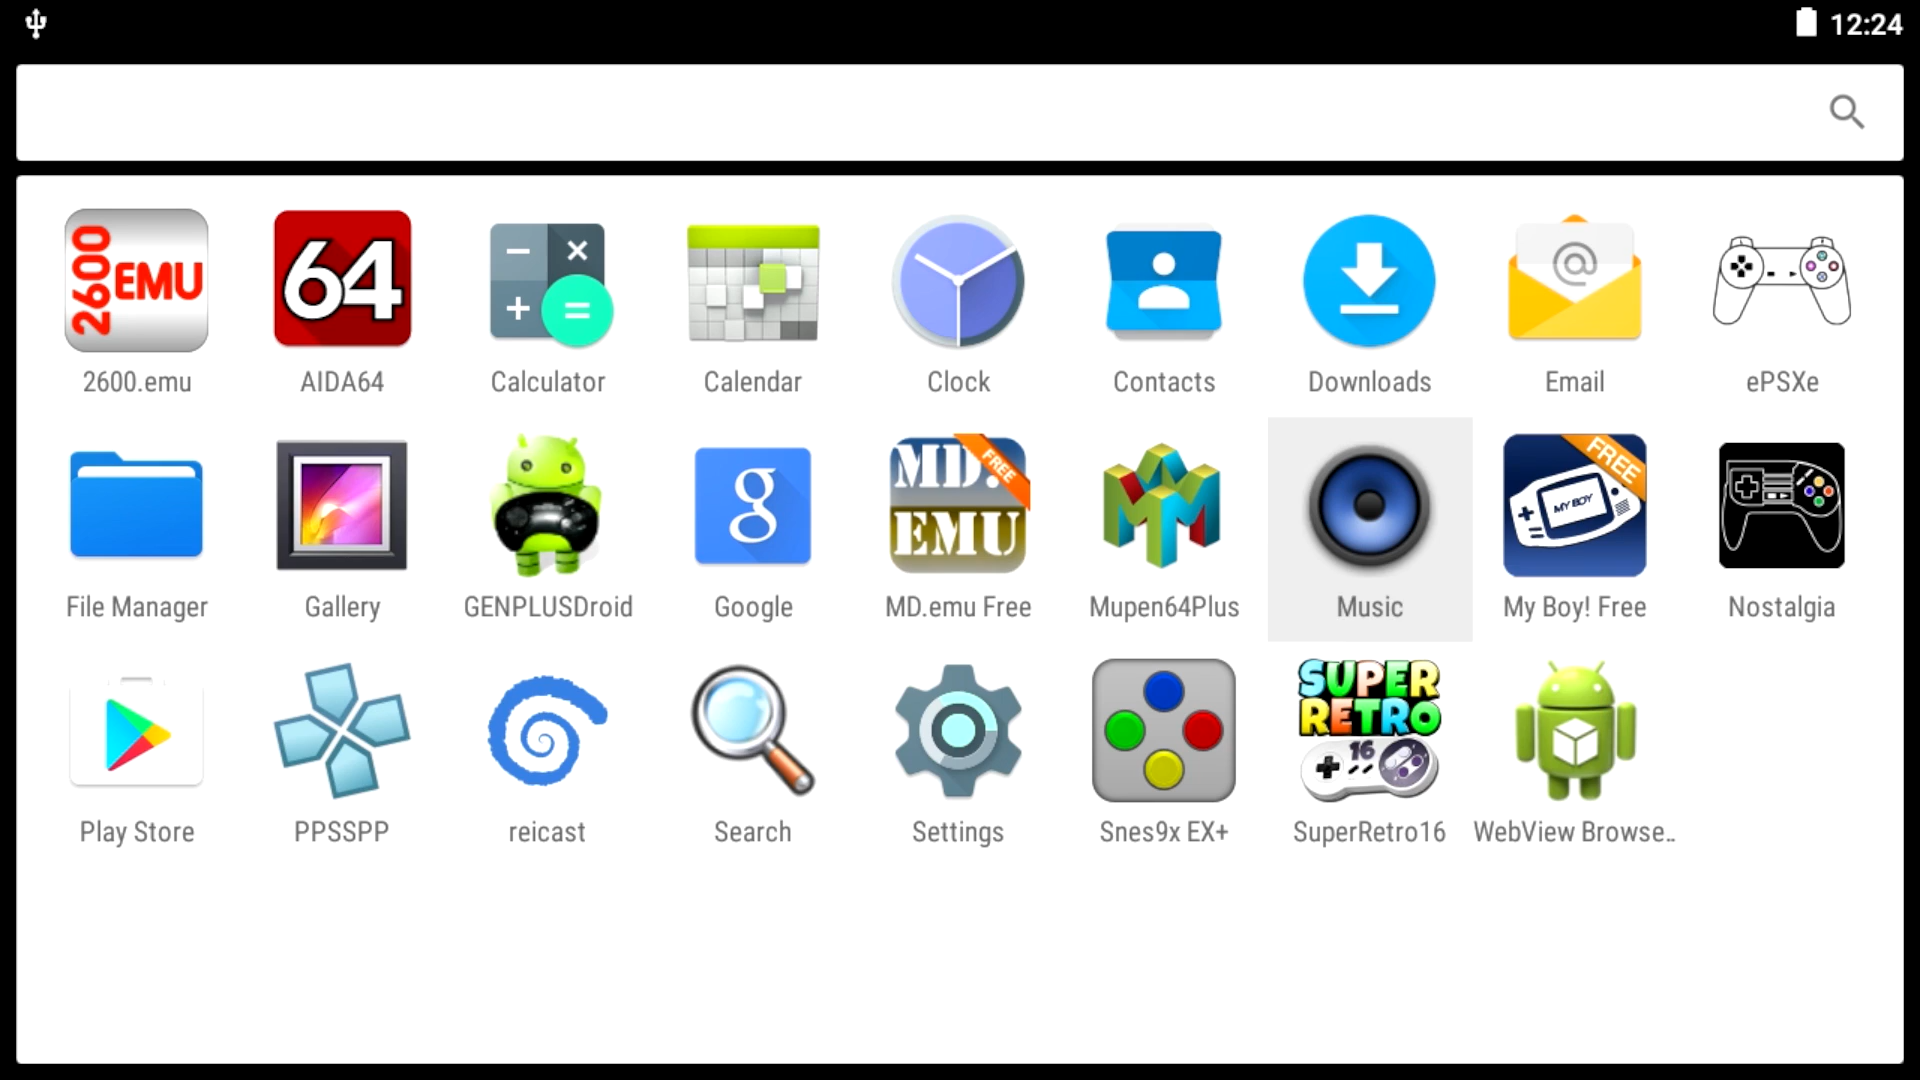 12:24
2600
EMU
64
2600.emu
AIDA64
Calculator
Calendar
Clock
Contacts
Downloads
Email
ePSXe
MD.
FREE
EMU
MY BOY
FREE
File Manager
Gallery
GENPLUSDroid
Google
MD.emu Free
Mupen64Plus
Music
My Boy! Free
Nostalgia
SUPER
RETRO
16
Play Store
PPSSPP
reicast
Search
Settings
Snes9x EX+
SuperRetro16
WebView Browse..